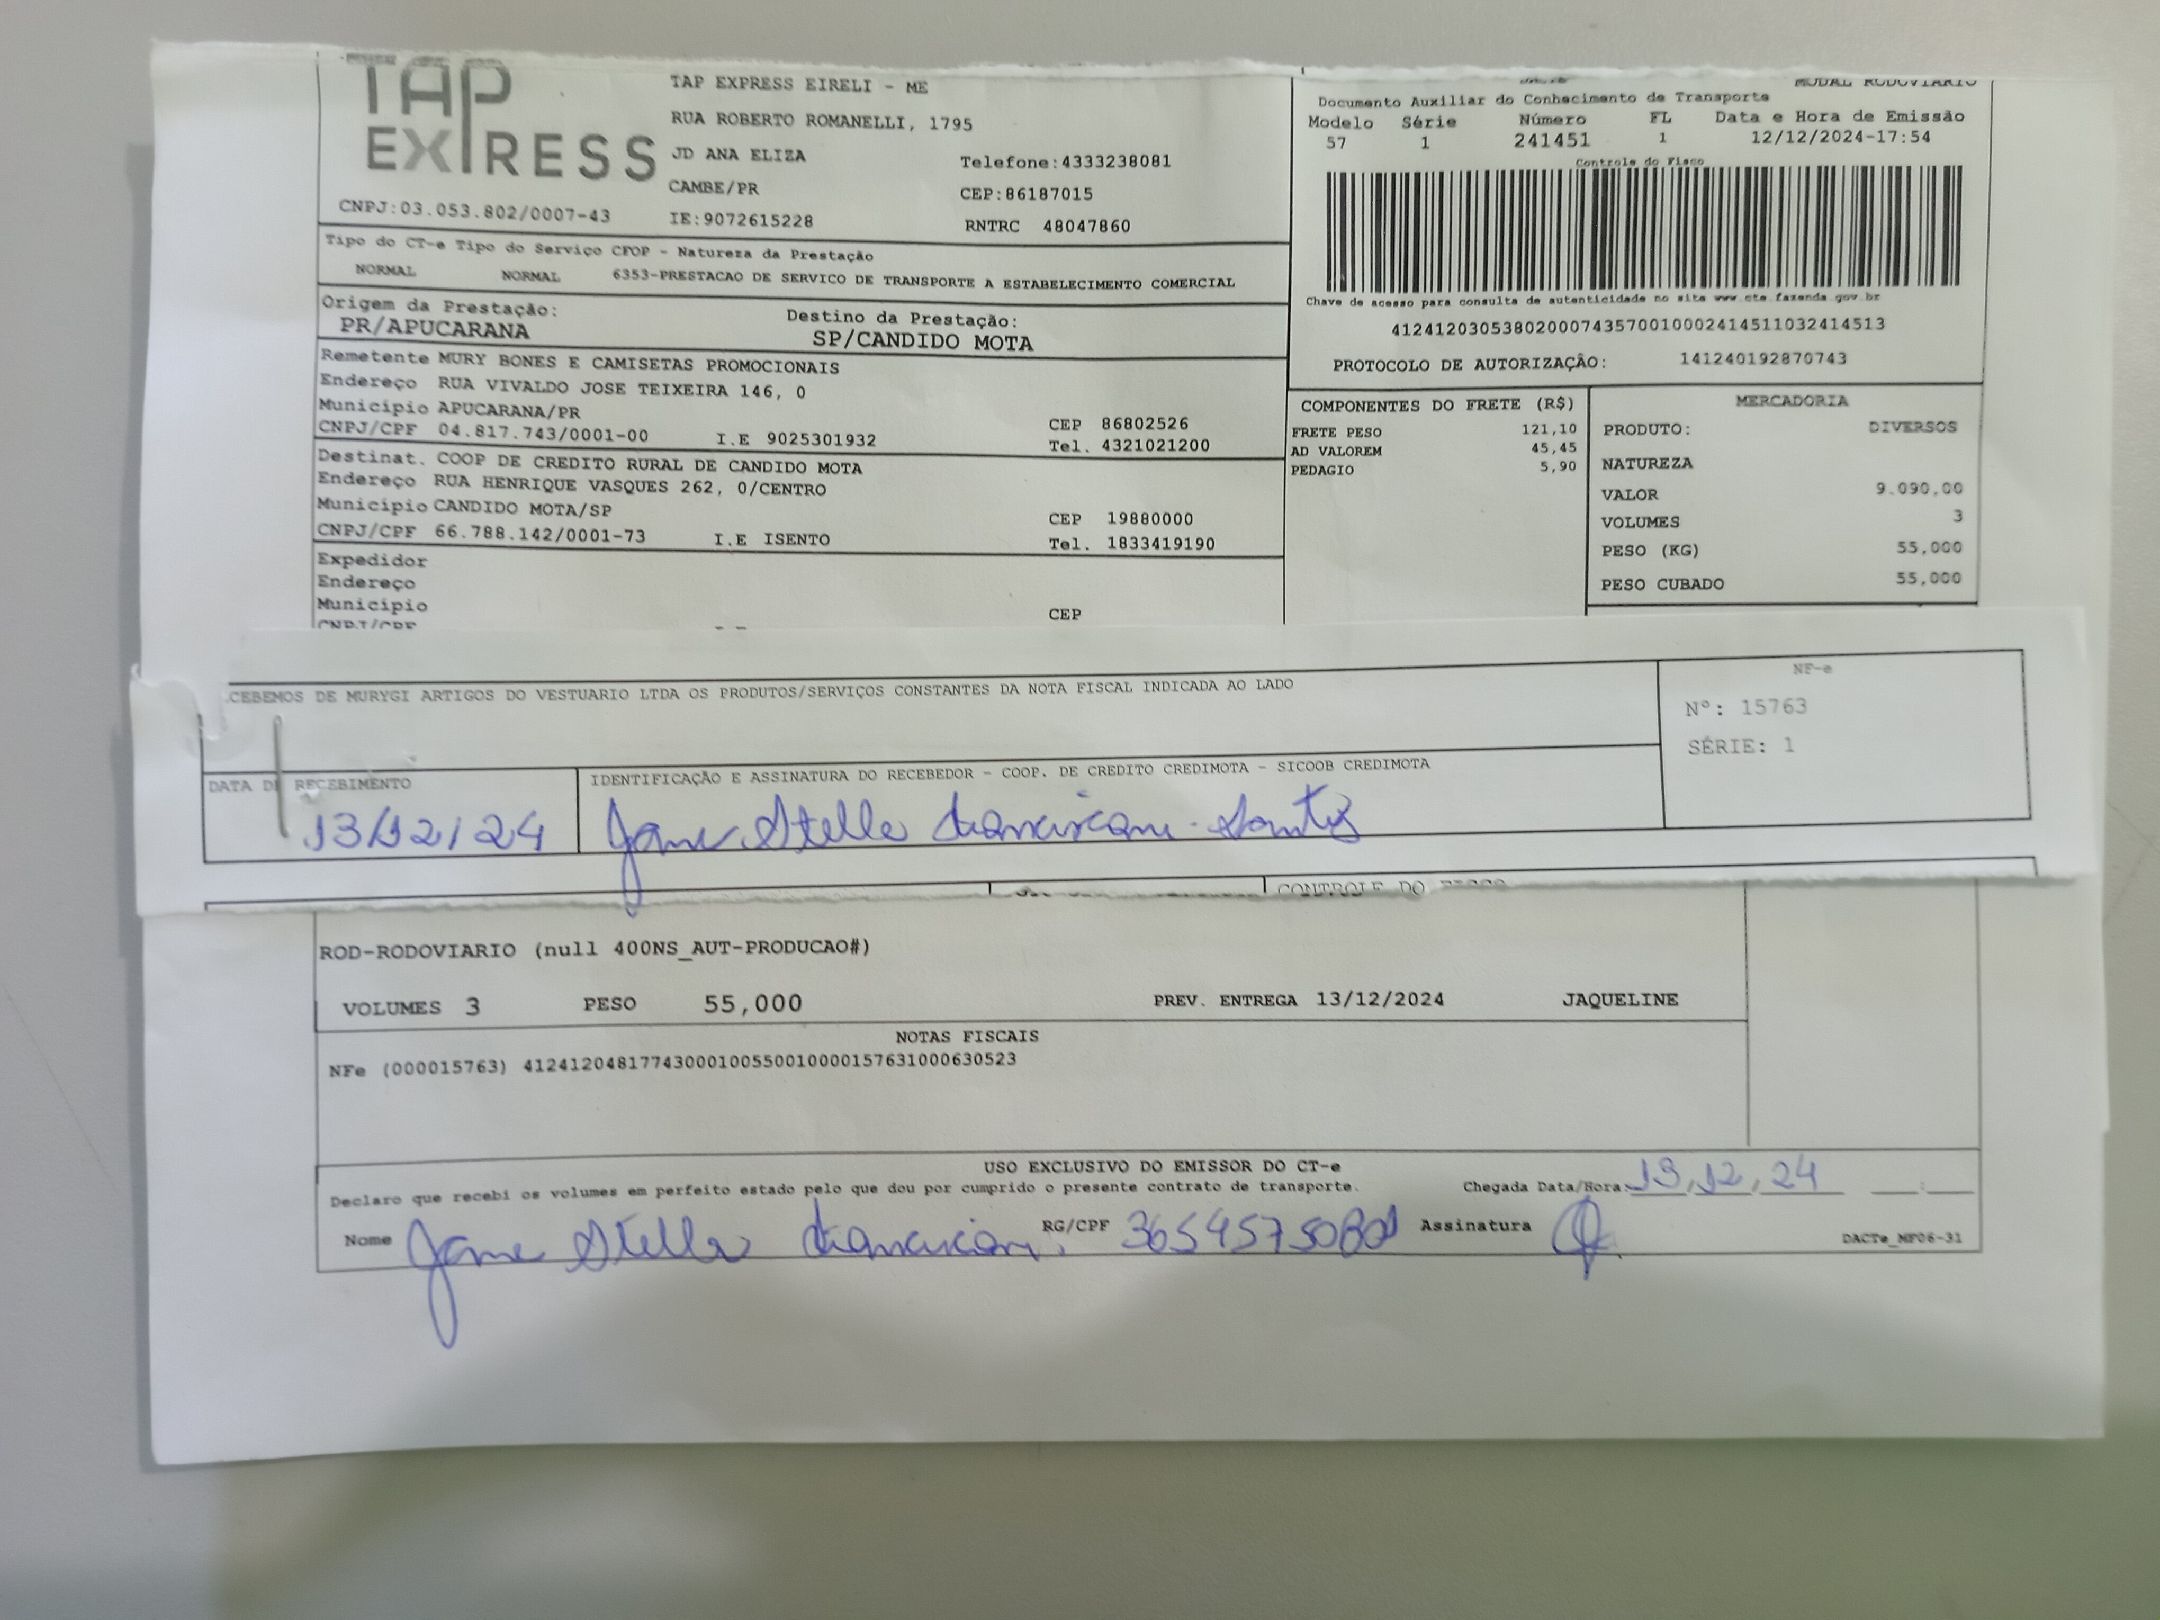 TAP EXPRESS
TAP EXPRESS EIRELI - ME
RUA ROBERTO ROMANELLI, 1795
JD ANA ELIZA
Telefone:4333238081
CAMBE/PR
CEP:86187015
CNPJ:03.053.802/0007-43
IE:9072615228
RNTRC 48047860
MODAL RODOVIARIO
Documento Auxiliar do Conhecimento de Transporte
Modelo Série Número FL Data e Hora de Emissão
57 1 241451 1 12/12/2024-17:54
Controle do Fisco
Chave de acesso para consulta de autenticidade no site www.cte.fazenda.gov.br
41241203053802000743570010002414511032414513
PROTOCOLO DE AUTORIZAÇÃO: 141240192870743
Tipo do CT-e Tipo do Serviço CFOP - Natureza da Prestação
NORMAL NORMAL 6353-PRESTACAO DE SERVICO DE TRANSPORTE A ESTABELECIMENTO COMERCIAL
Origem da Prestação: Destino da Prestação:
PR/APUCARANA SP/CANDIDO MOTA
Remetente MURY BONES E CAMISETAS PROMOCIONAIS
Endereço RUA VIVALDO JOSE TEIXEIRA 146, 0
Município APUCARANA/PR CEP 86802526
CNPJ/CPF 04.817.743/0001-00 I.E 9025301932 Tel. 4321021200
Destinat. COOP DE CREDITO RURAL DE CANDIDO MOTA
Endereço RUA HENRIQUE VASQUES 262, 0/CENTRO
Município CANDIDO MOTA/SP CEP 19880000
CNPJ/CPF 66.788.142/0001-73 I.E ISENTO Tel. 1833419190
Expedidor
Endereço
Município CEP
CNPJ/CPF
COMPONENTES DO FRETE (R$)
FRETE PESO 121,10
AD VALOREM 45,45
PEDAGIO 5,90
MERCADORIA
PRODUTO: DIVERSOS
NATUREZA
VALOR 9.090,00
VOLUMES 3
PESO (KG) 55,000
PESO CUBADO 55,000
CEBEMOS DE MURYGI ARTIGOS DO VESTUARIO LTDA OS PRODUTOS/SERVIÇOS CONSTANTES DA NOTA FISCAL INDICADA AO LADO
NF-e
Nº: 15763
SÉRIE: 1
DATA DE RECEBIMENTO
13/12/24
IDENTIFICAÇÃO E ASSINATURA DO RECEBEDOR - COOP. DE CREDITO CREDIMOTA - SICOOB CREDIMOTA
Stella
CONTROLE DO FISCO
ROD-RODOVIARIO (null 400NS_AUT-PRODUCAO#)
VOLUMES 3 PESO 55,000 PREV. ENTREGA 13/12/2024 JAQUELINE
NOTAS FISCAIS
NFe (000015763) 41241204817743000100550010000157631000630523
USO EXCLUSIVO DO EMISSOR DO CT-e
Declaro que recebi os volumes em perfeito estado pelo que dou por cumprido o presente contrato de transporte. Chegada Data/Hora: 13,12,24
Nome Stella RG/CPF Assinatura
DACTe_MF06-31